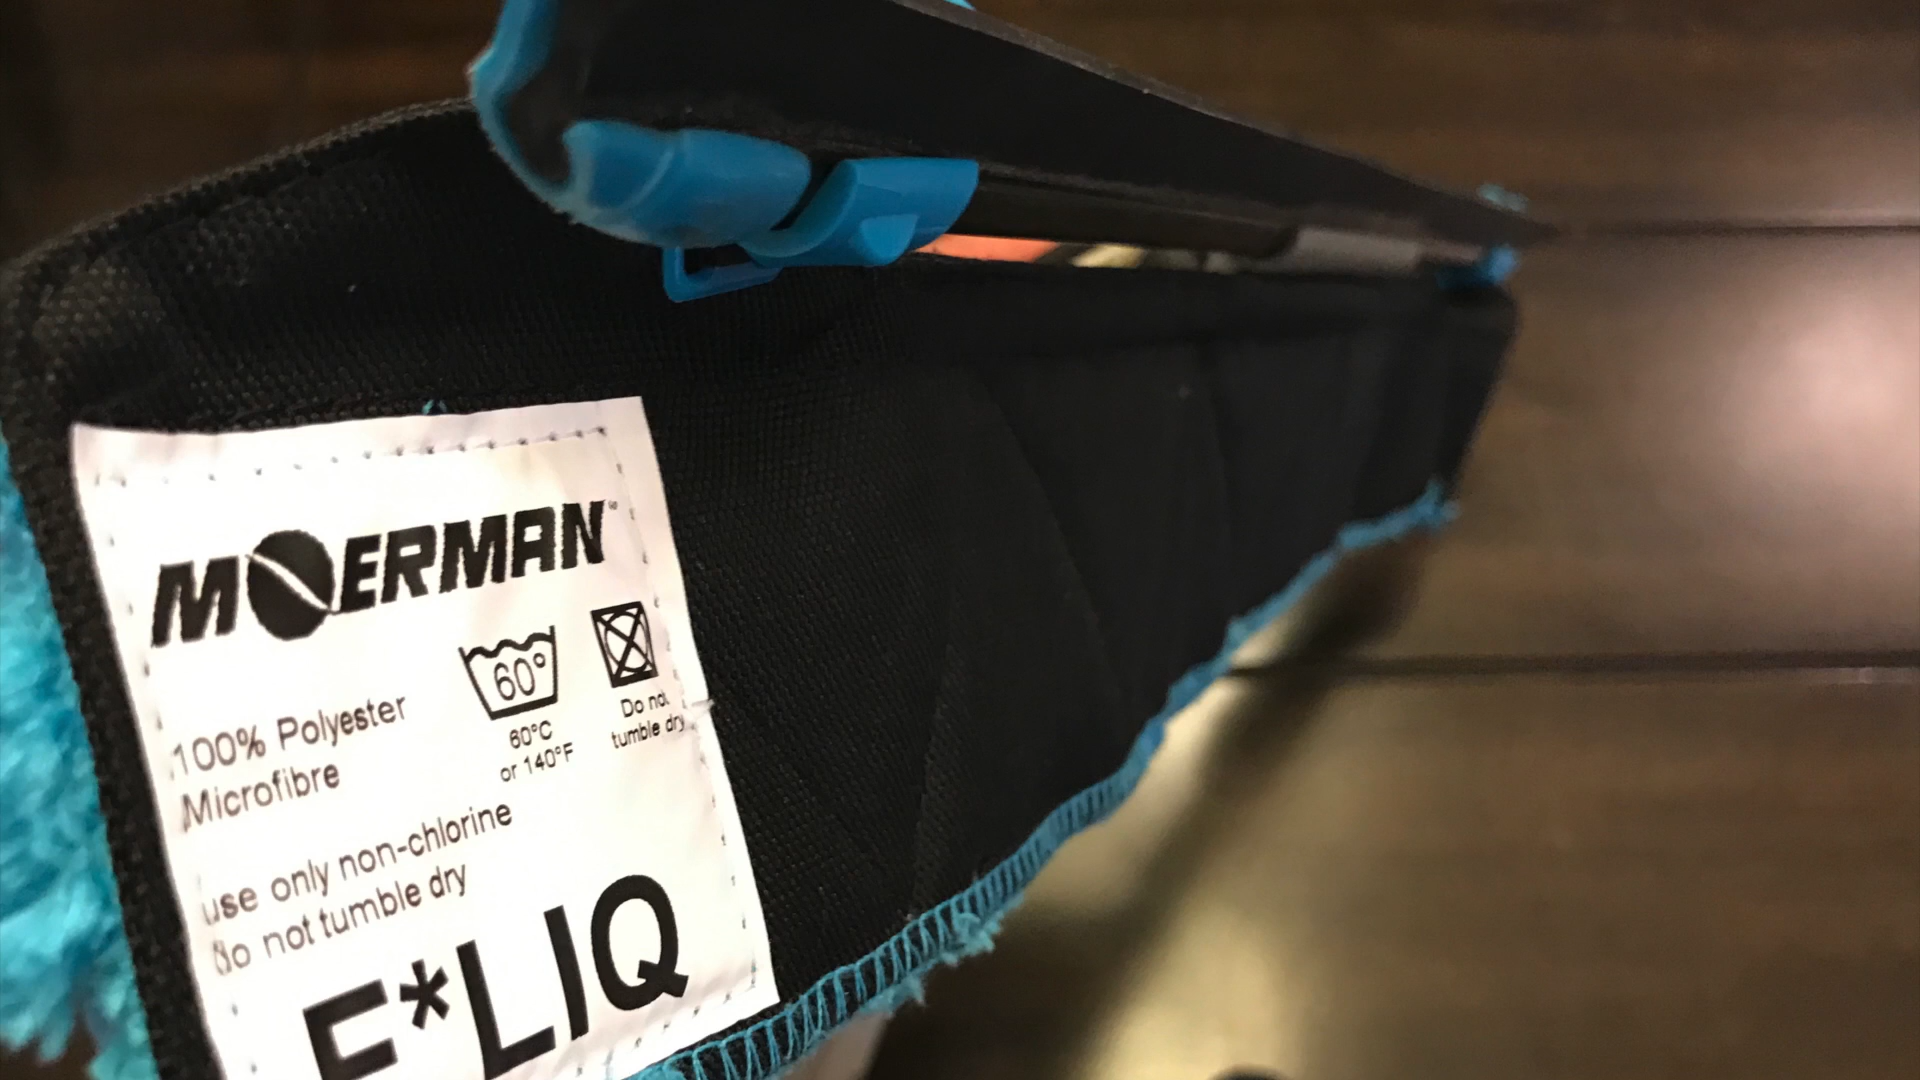 MOERMAN
60°
60°C
or 140°F
Do not
tumble dry
100% Polyester
Microfibre
use only non-chlorine
do not tumble dry
F*LIQ